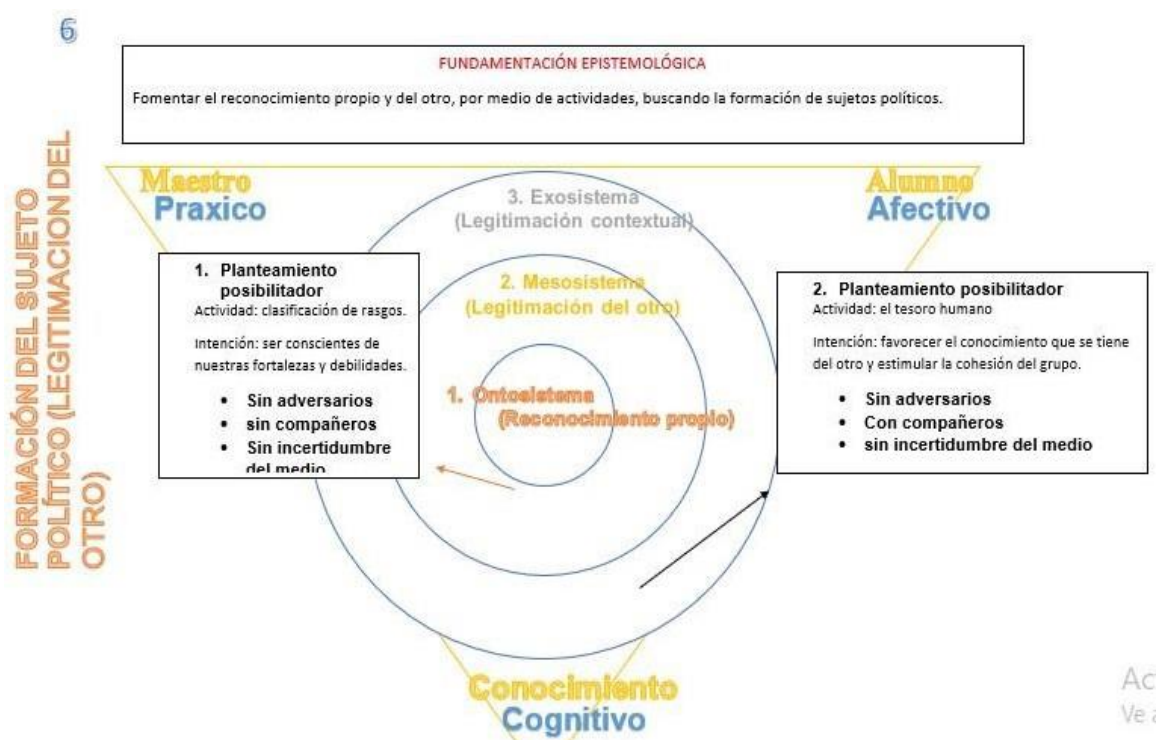 6
FUNDAMENTACIÓN EPISTEMOLÓGICA
Fomentar el reconocimiento propio y del otro, por medio de actividades, buscando la formación de sujetos políticos.
FORMACIÓN DEL SUJETO
POLÍTICO (LEGITIMACION DEL
OTRO)
Maestro
Praxico
Alumno
Afectivo
3. Exosistema
(Legitimación contextual)
2. Mesosistema
(Legitimación del otro)
1. Ontosistema
(Reconocimiento propio)
1. Planteamiento
posibilitador
Actividad: clasificación de rasgos.
Intención: ser conscientes de
nuestras fortalezas y debilidades.
• Sin adversarios
• sin compañeros
• Sin incertidumbre
del medio
2. Planteamiento posibilitador
Actividad: el tesoro humano
Intención: favorecer el conocimiento que se tiene
del otro y estimular la cohesión del grupo.
• Sin adversarios
• Con compañeros
• sin incertidumbre del medio
Conocimiento
Cognitivo
Ac
Ve a